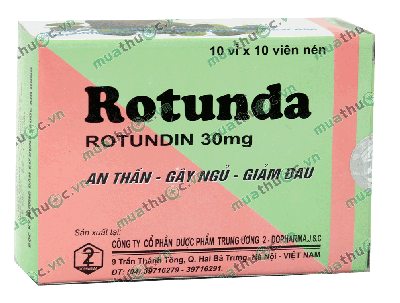 10 vỉ x 10 viên nén
Rotunda
ROTUNDIN 30mg
AN THẦN - GÂY NGỦ - GIẢM ĐAU
Sản xuất tại:
CÔNG TY CỔ PHẦN DƯỢC PHẨM TRUNG ƯƠNG 2 - DOPHARMA.J.S.C
9 Trần Thánh Tông, Q. Hai Bà Trưng, Hà Nội - VIỆT NAM
ĐT: (04) 39716279 - 39716291
muathuốc.vn